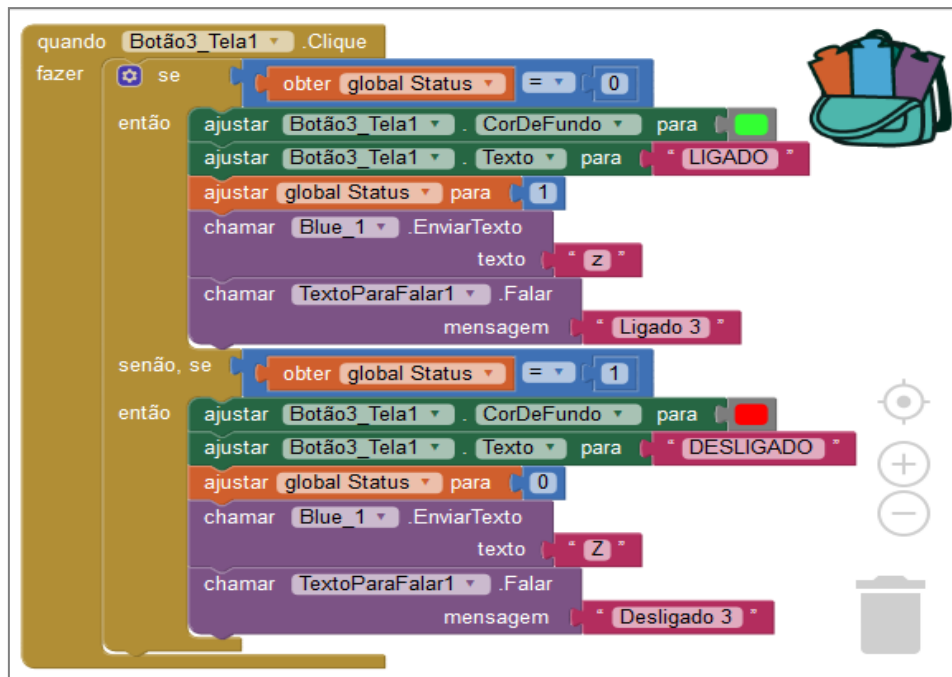 quando Botão3_Tela1 .Clique
fazer se obter global Status = 0
então ajustar Botão3_Tela1 . CorDeFundo para
ajustar Botão3_Tela1 . Texto para “ LIGADO ”
ajustar global Status para 1
chamar Blue_1 .EnviarTexto
texto “ z ”
chamar TextoParaFalar1 .Falar
mensagem “ Ligado 3 ”
senão, se obter global Status = 1
então ajustar Botão3_Tela1 . CorDeFundo para
ajustar Botão3_Tela1 . Texto para “ DESLIGADO ”
ajustar global Status para 0
chamar Blue_1 .EnviarTexto
texto “ Z ”
chamar TextoParaFalar1 .Falar
mensagem “ Desligado 3 ”